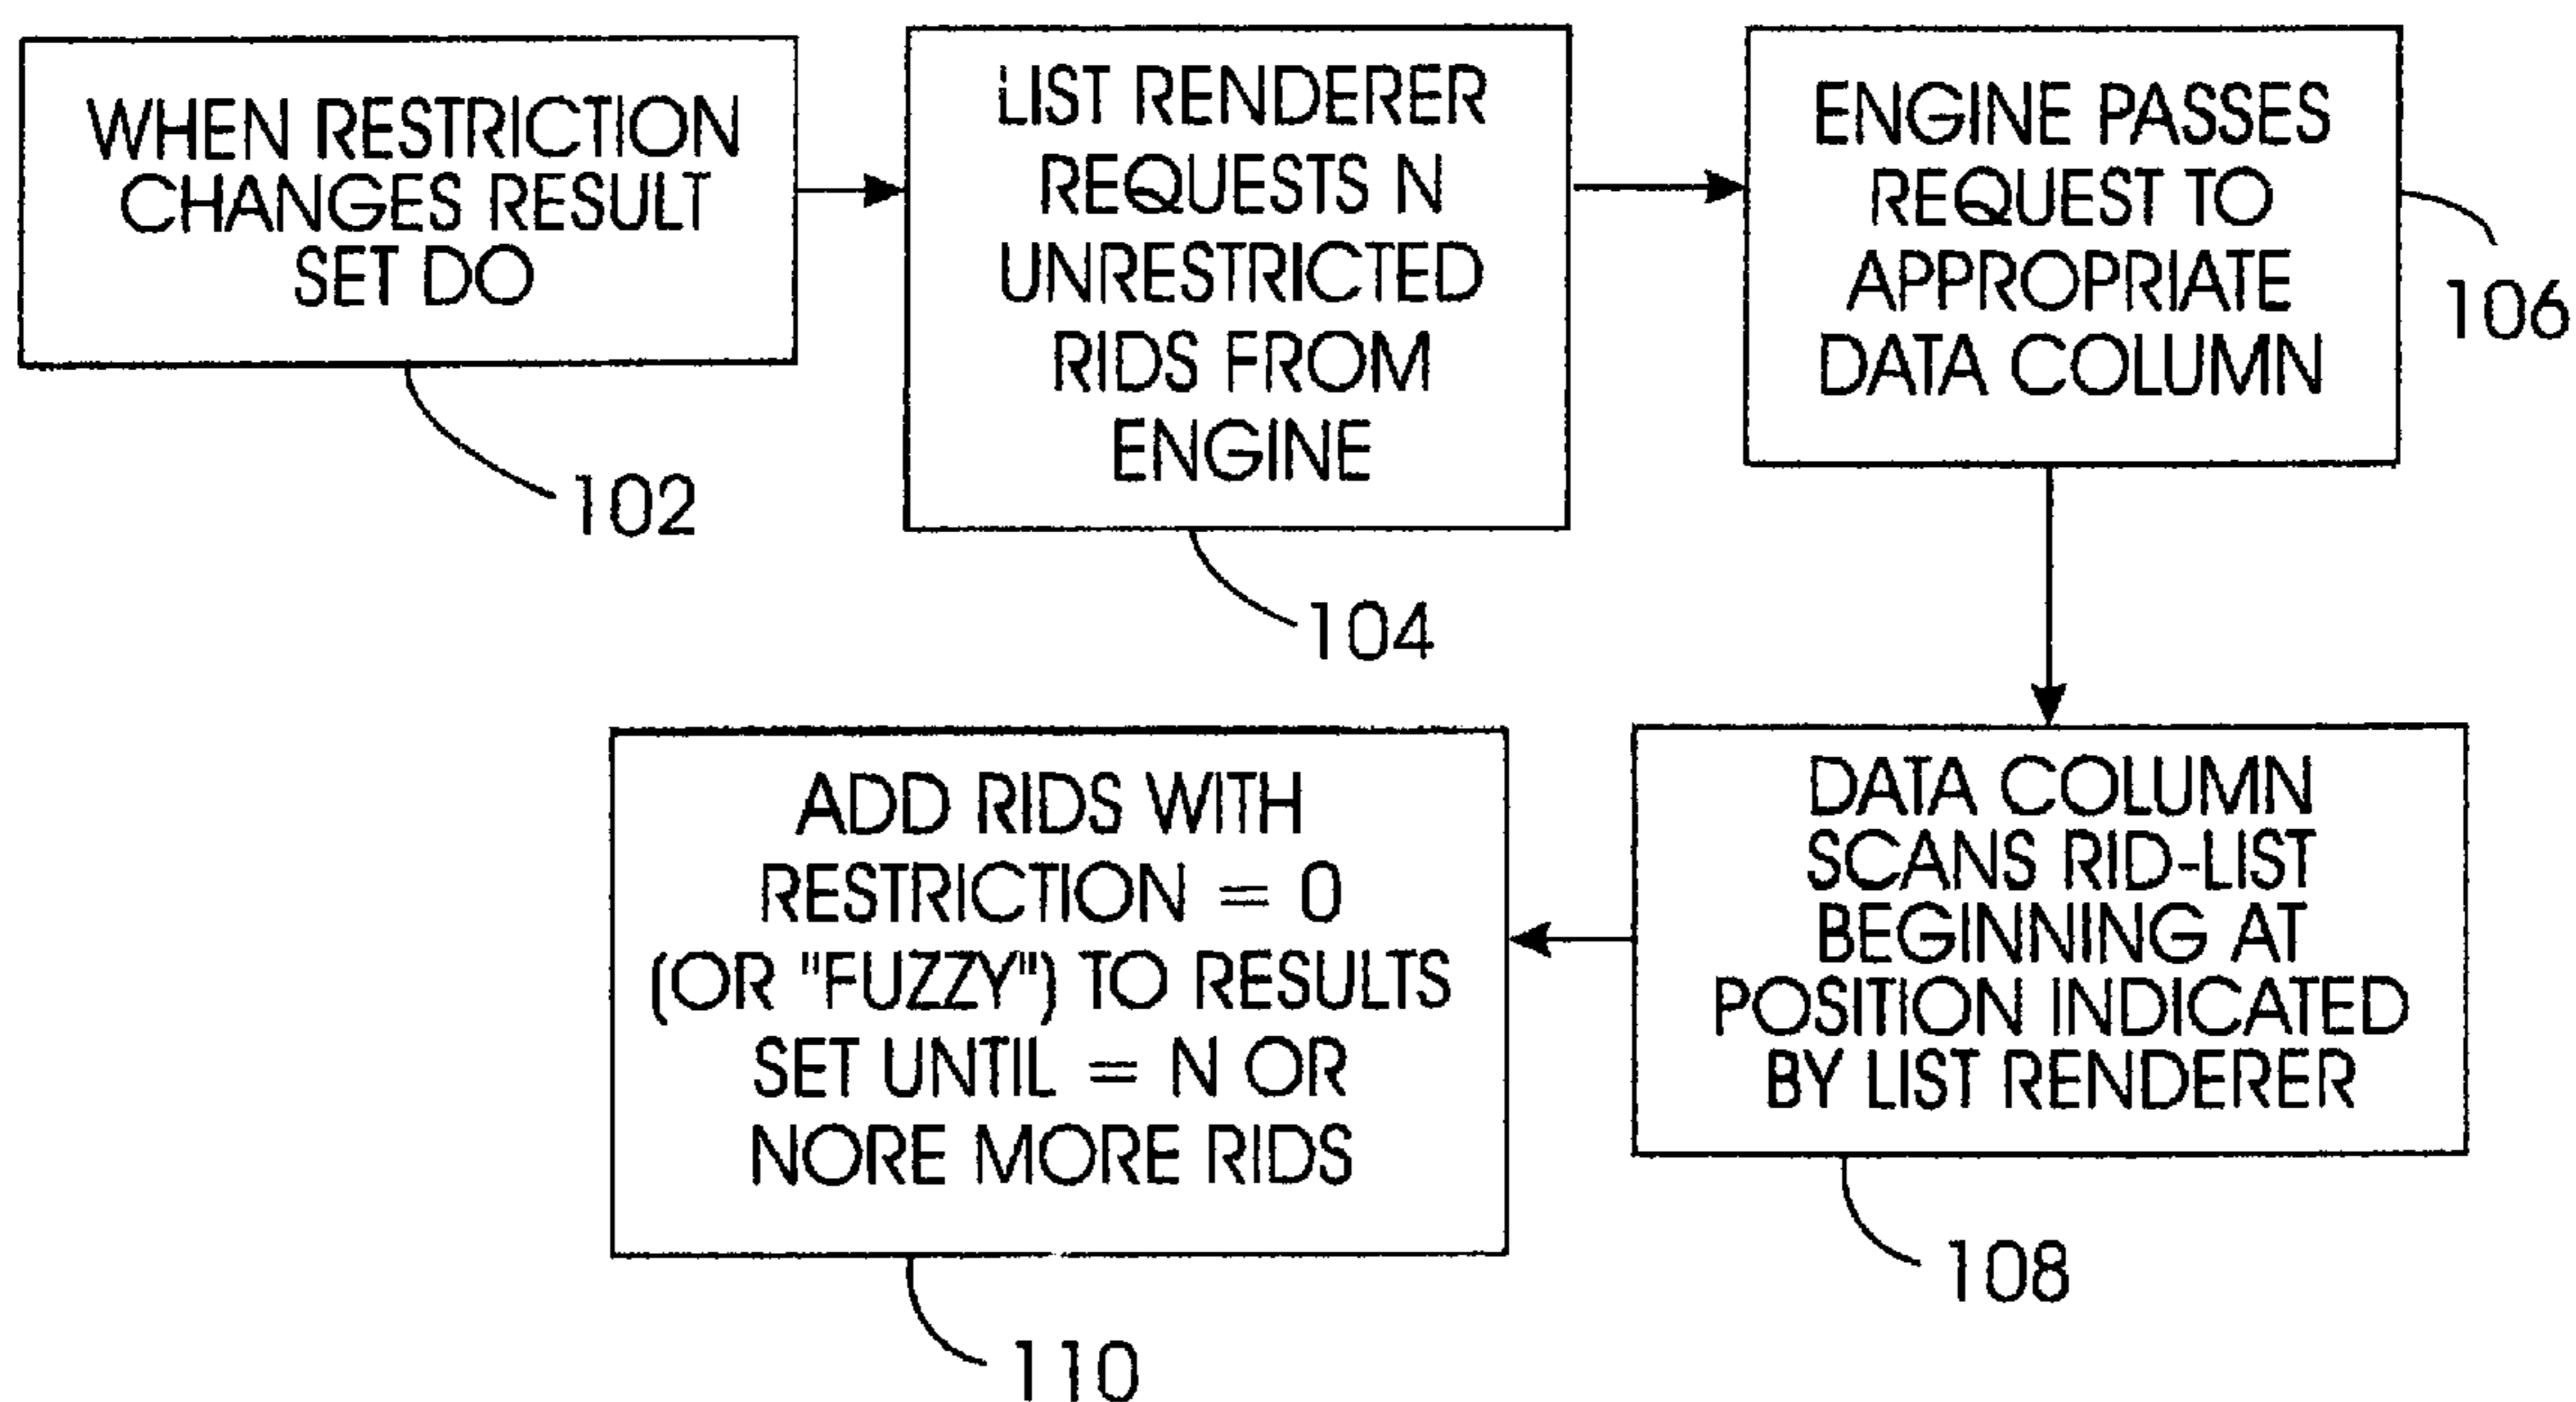 WHEN RESTRICTION
CHANGES RESULT
SET DO
102
LIST RENDERER
REQUESTS N
UNRESTRICTED
RIDS FROM
ENGINE
104
ENGINE PASSES
REQUEST TO
APPROPRIATE
DATA COLUMN
106
DATA COLUMN
SCANS RID-LIST
BEGINNING AT
POSITION INDICATED
BY LIST RENDERER
108
ADD RIDS WITH
RESTRICTION = 0
(OR "FUZZY") TO RESULTS
SET UNTIL = N OR
NORE MORE RIDS
110